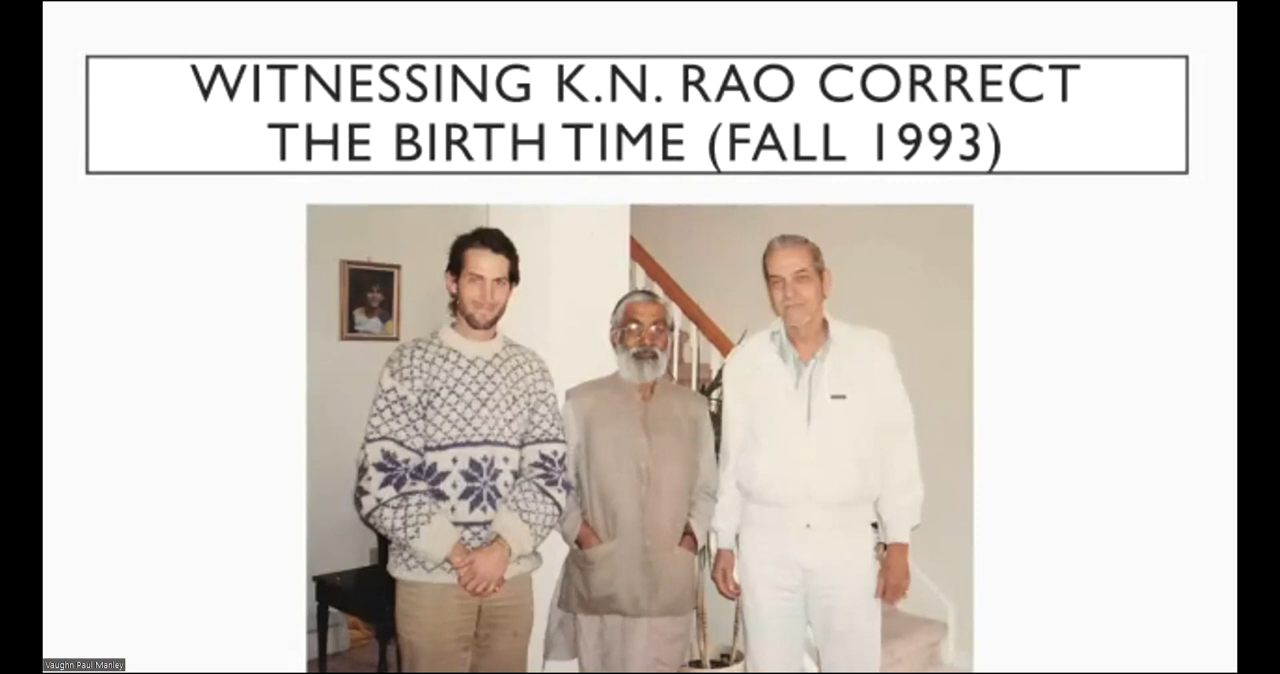 WITNESSING K.N. RAO CORRECT
THE BIRTH TIME (FALL 1993)
Vaughn Paul Manley